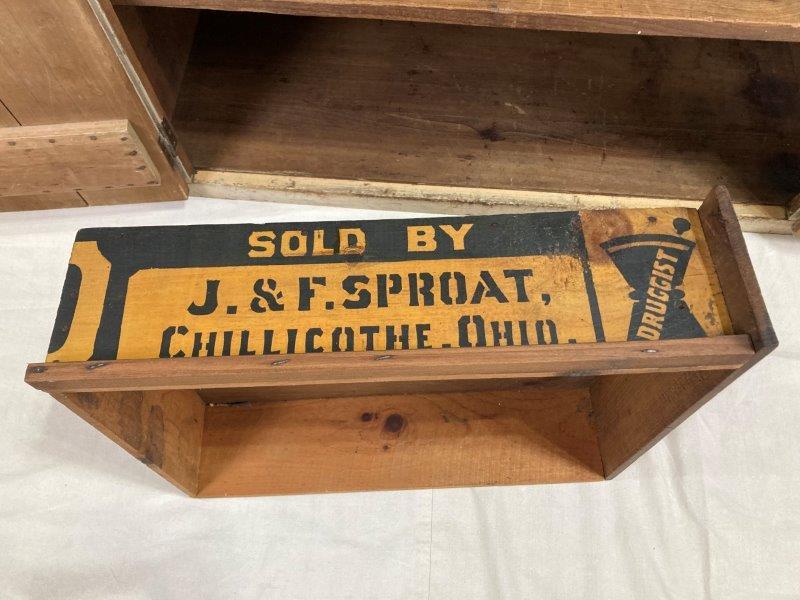 SOLD BY
J. & F. SPROAT,
CHILLICOTHE. OHIO.
DRUGGIST